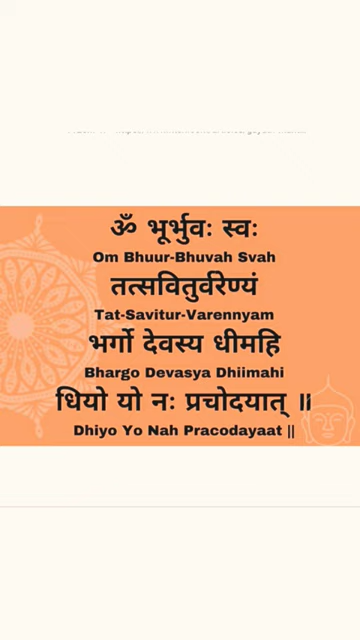 ॐ भूर्भुवः स्वः
Om Bhuur-Bhuvah Svah
तत्सवितुर्वरेण्यं
Tat-Savitur-Varennyam
भर्गो देवस्य धीमहि
Bhargo Devasya Dhiimahi
धियो यो नः प्रचोदयात् ॥
Dhiyo Yo Nah Pracodayaat ||